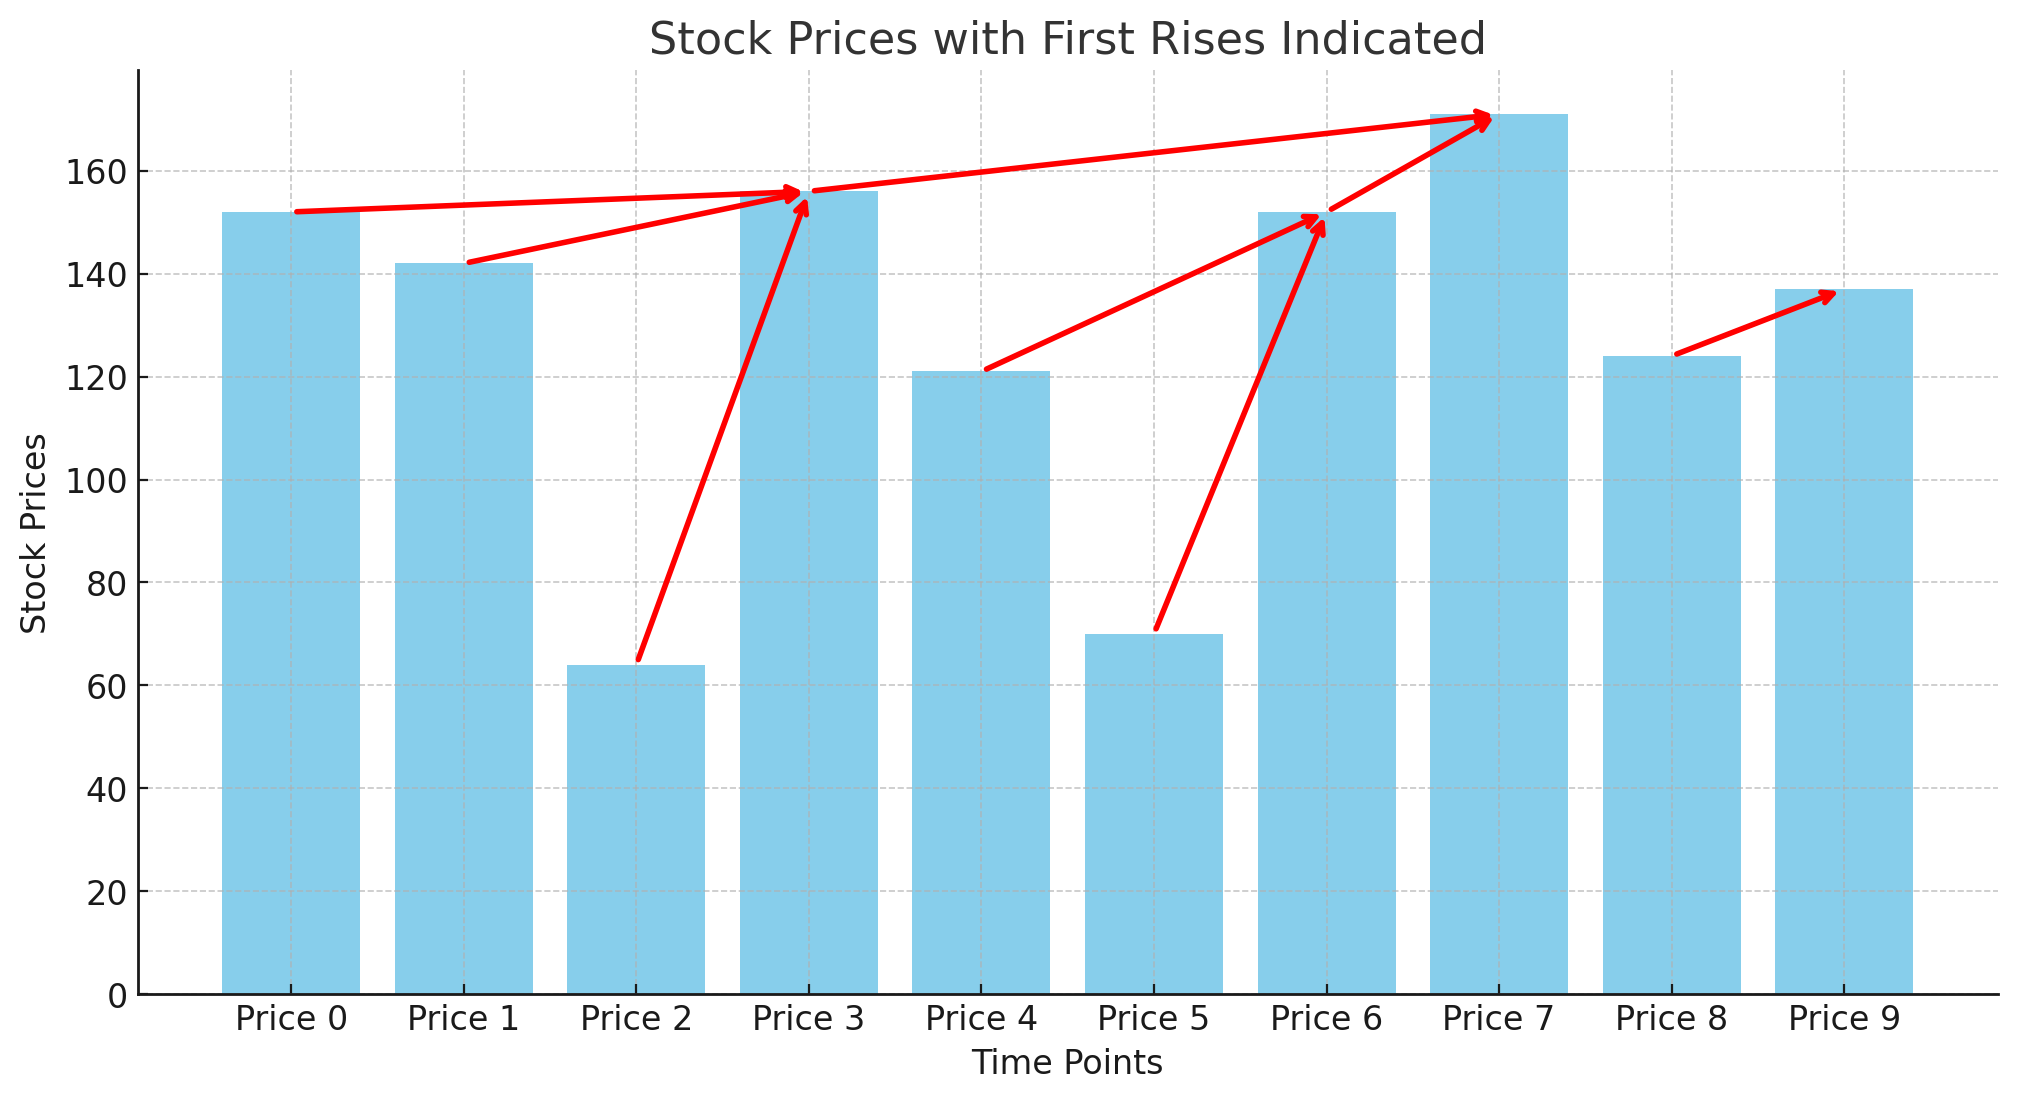 Stock Prices with First Rises Indicated
Stock Prices
160
140
120
100
80
60
40
20
0
Price 0 Price 1 Price 2 Price 3 Price 4 Price 5 Price 6 Price 7 Price 8 Price 9
Time Points